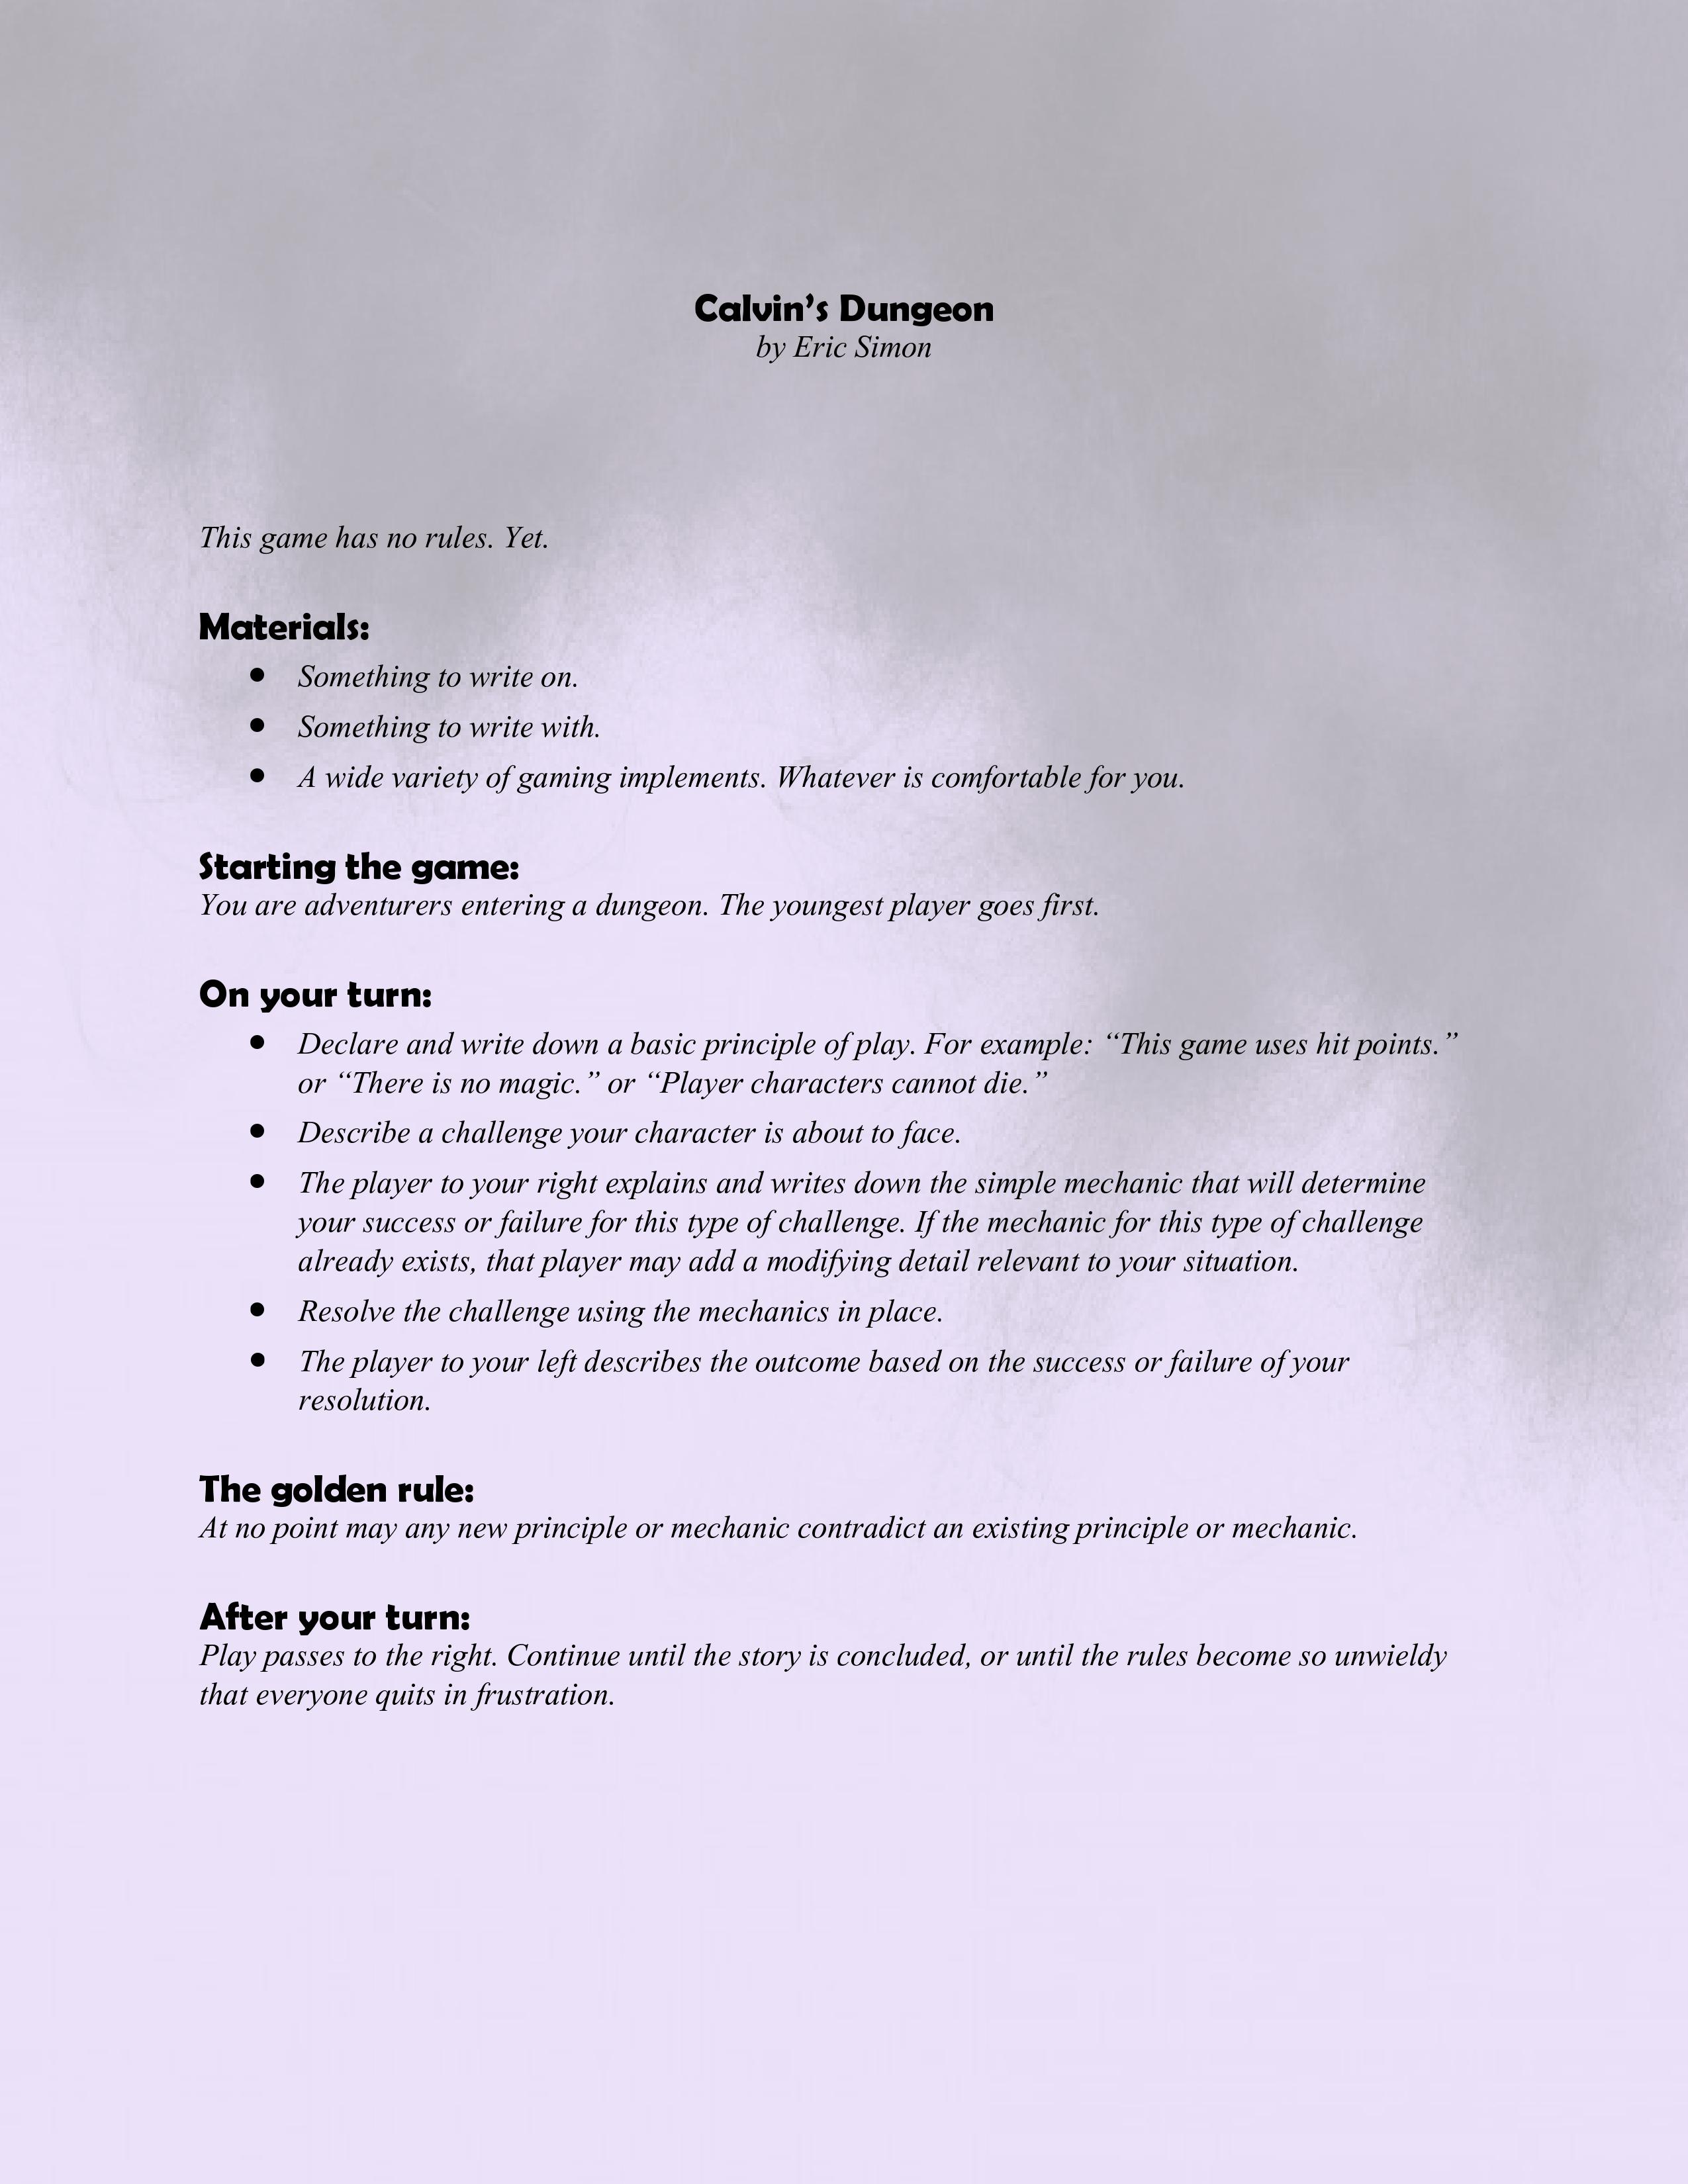 Calvin’s Dungeon
by Eric Simon
This game has no rules. Yet.
Materials:
● Something to write on.
● Something to write with.
● A wide variety of gaming implements. Whatever is comfortable for you.
Starting the game:
You are adventurers entering a dungeon. The youngest player goes first.
On your turn:
● Declare and write down a basic principle of play. For example: “This game uses hit points.”
or “There is no magic.” or “Player characters cannot die.”
● Describe a challenge your character is about to face.
● The player to your right explains and writes down the simple mechanic that will determine
your success or failure for this type of challenge. If the mechanic for this type of challenge
already exists, that player may add a modifying detail relevant to your situation.
● Resolve the challenge using the mechanics in place.
● The player to your left describes the outcome based on the success or failure of your
resolution.
The golden rule:
At no point may any new principle or mechanic contradict an existing principle or mechanic.
After your turn:
Play passes to the right. Continue until the story is concluded, or until the rules become so unwieldy
that everyone quits in frustration.